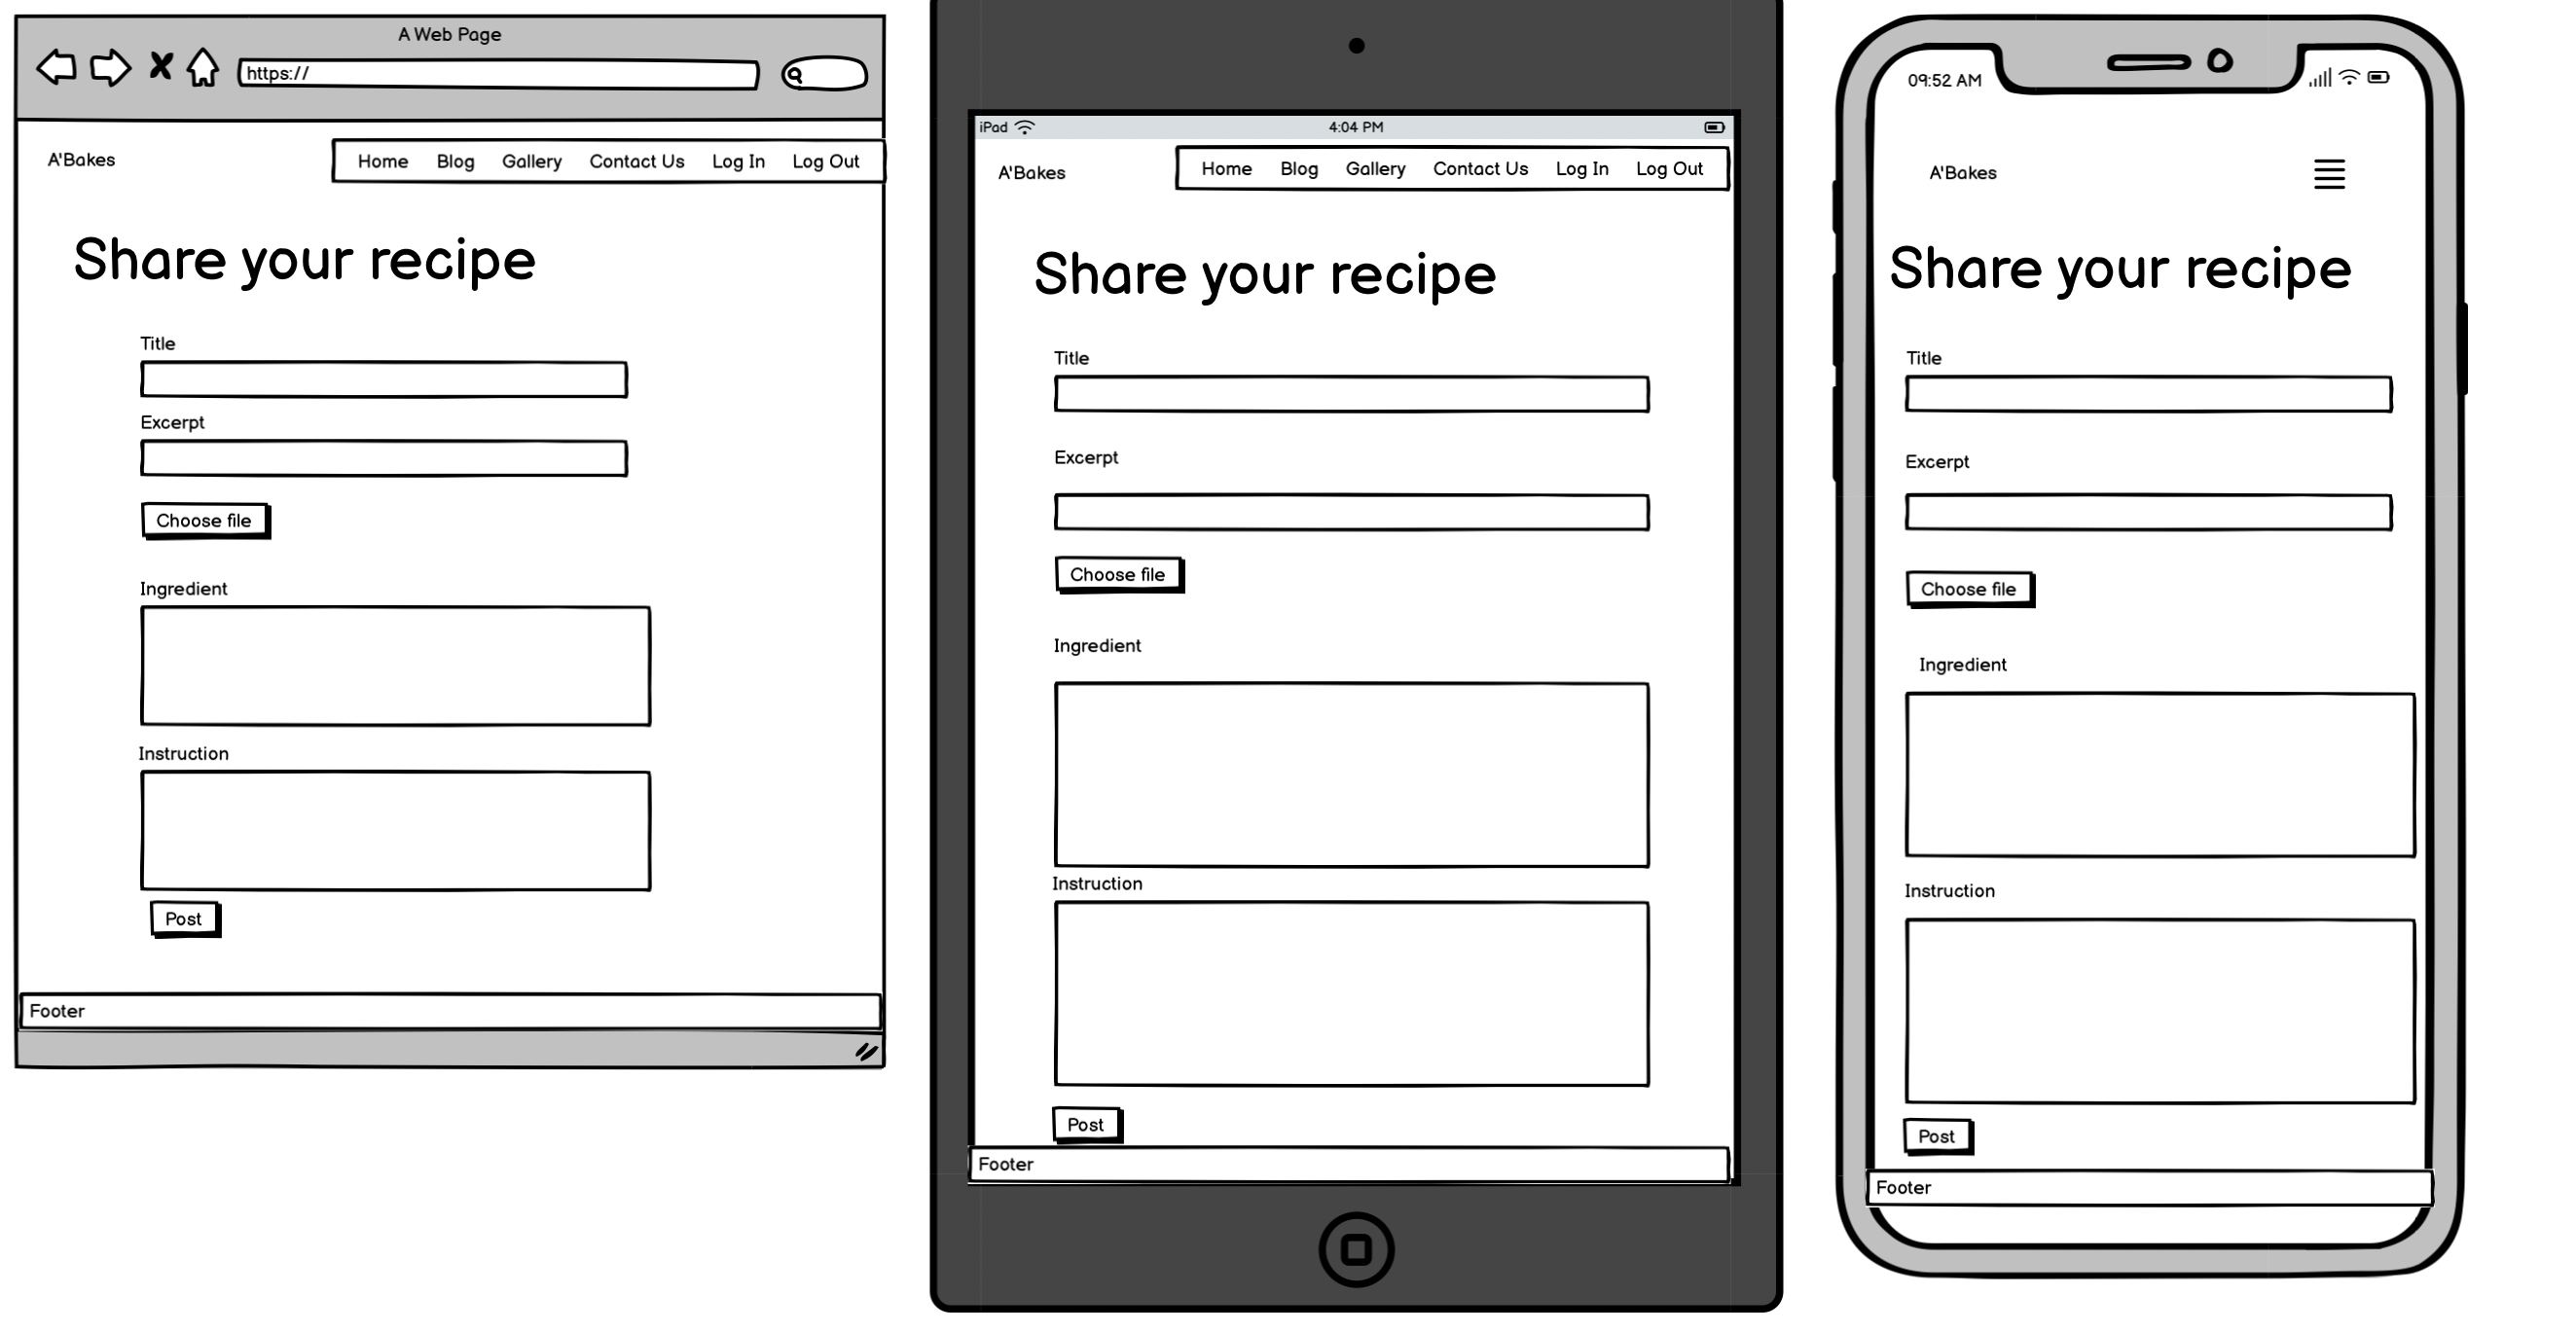 A Web Page
https://
A'Bakes
Home Blog Gallery Contact Us Log In Log Out
Share your recipe
Title
Excerpt
Choose file
Ingredient
Instruction
Post
Footer
iPad 4:04 PM
A'Bakes
Home Blog Gallery Contact Us Log In Log Out
Share your recipe
Title
Excerpt
Choose file
Ingredient
Instruction
Post
Footer
09:52 AM
A'Bakes
Share your recipe
Title
Excerpt
Choose file
Ingredient
Instruction
Post
Footer